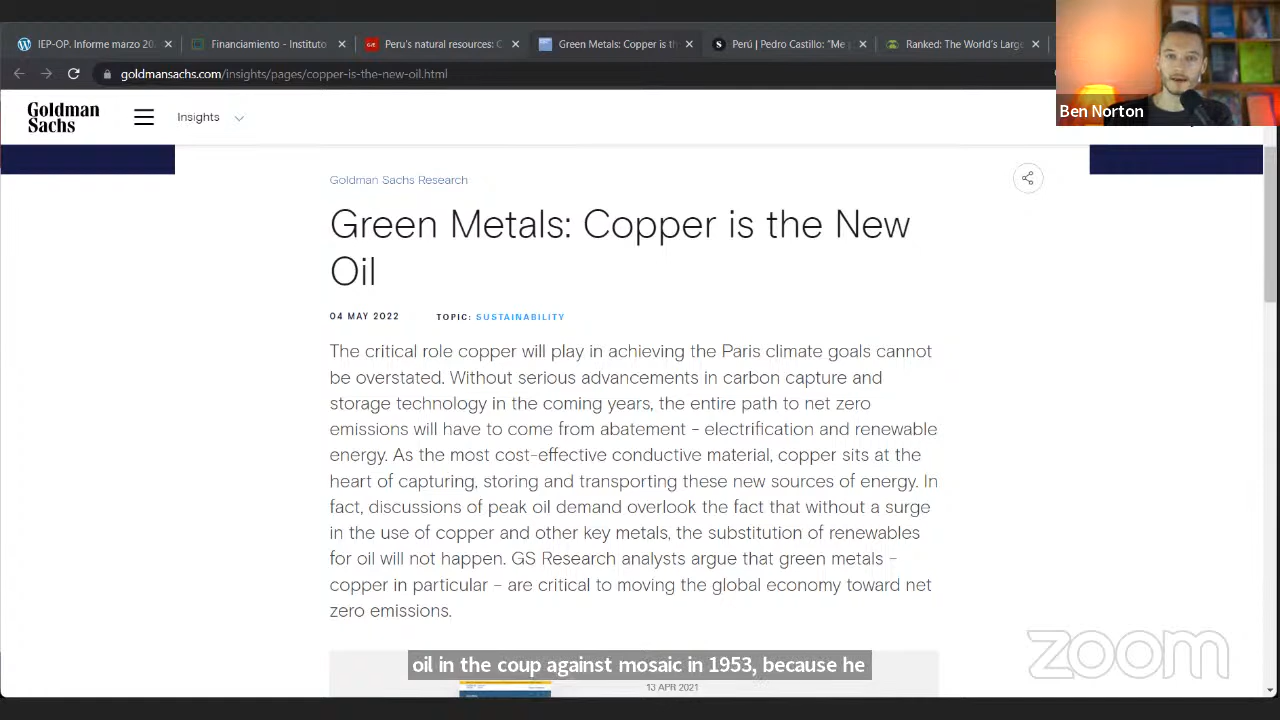 IEP-OP. Informe marzo 20
Financiamiento - Instituto
Peru's natural resources: C
Green Metals: Copper is th
Perú | Pedro Castillo: “Me p
Ranked: The World's Larg
goldmansachs.com/insights/pages/copper-is-the-new-oil.html
Ben Norton
Goldman
Sachs
Insights
Goldman Sachs Research
Green Metals: Copper is the New
Oil
04 MAY 2022 TOPIC: SUSTAINABILITY
The critical role copper will play in achieving the Paris climate goals cannot
be overstated. Without serious advancements in carbon capture and
storage technology in the coming years, the entire path to net zero
emissions will have to come from abatement – electrification and renewable
energy. As the most cost-effective conductive material, copper sits at the
heart of capturing, storing and transporting these new sources of energy. In
fact, discussions of peak oil demand overlook the fact that without a surge
in the use of copper and other key metals, the substitution of renewables
for oil will not happen. GS Research analysts argue that green metals –
copper in particular – are critical to moving the global economy toward net
zero emissions.
oil in the coup against mosaic in 1953, because he
13 APR 2021
zoom